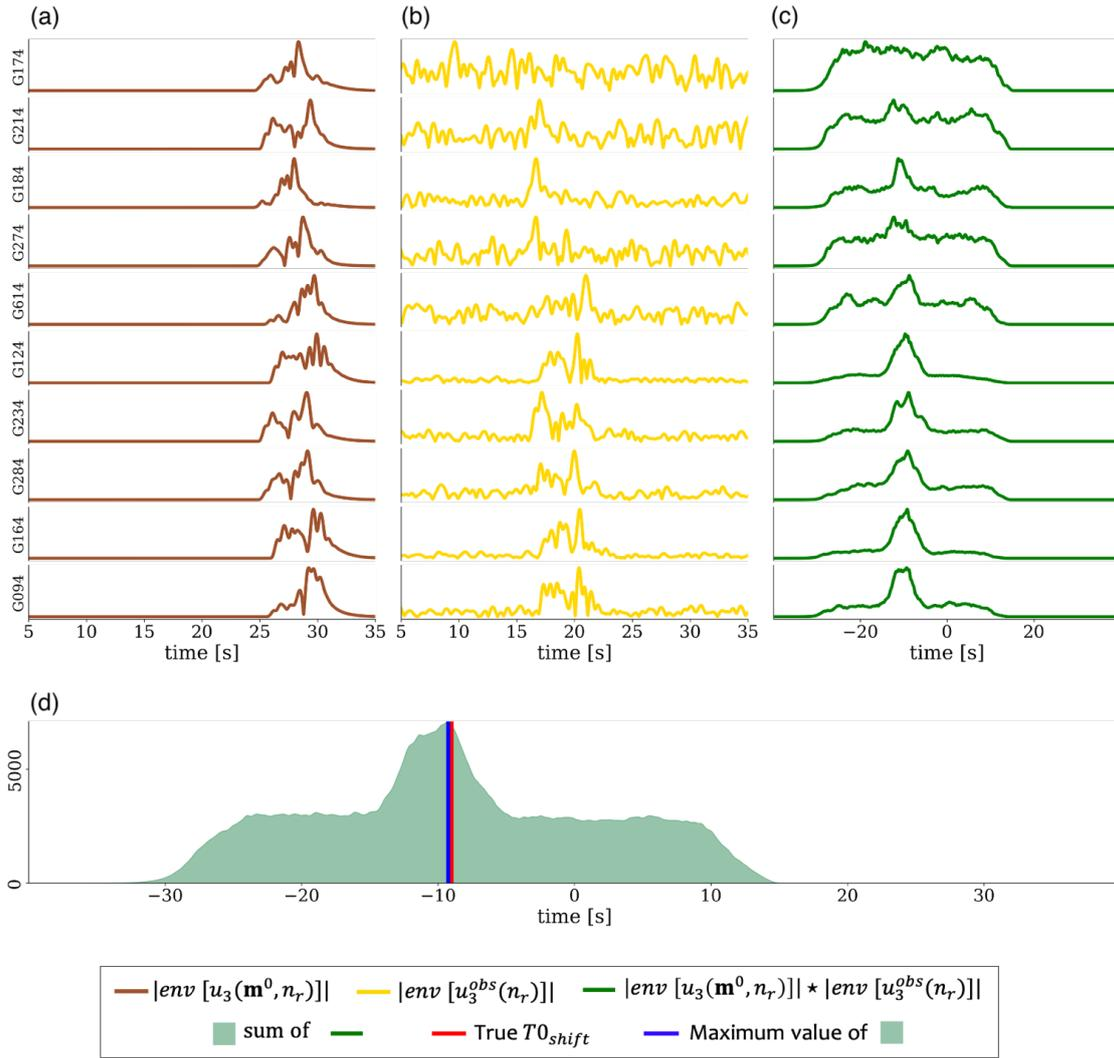 (a) (b) (c)
G174
G214
G184
G274
G614
G124
G234
G284
G164
G094
5 10 15 20 25 30 35 5 10 15 20 25 30 35 −20 0 20
time [s] time [s] time [s]
(d)
5000
0
−30 −20 −10 0 10 20 30
time [s]
|env [u₃(𝐦⁰, nᵣ)]| |env [u₃ᵒᵇˢ(nᵣ)]| |env [u₃(𝐦⁰, nᵣ)]| ⋆ |env [u₃ᵒᵇˢ(nᵣ)]|
sum of True T0_shift Maximum value of